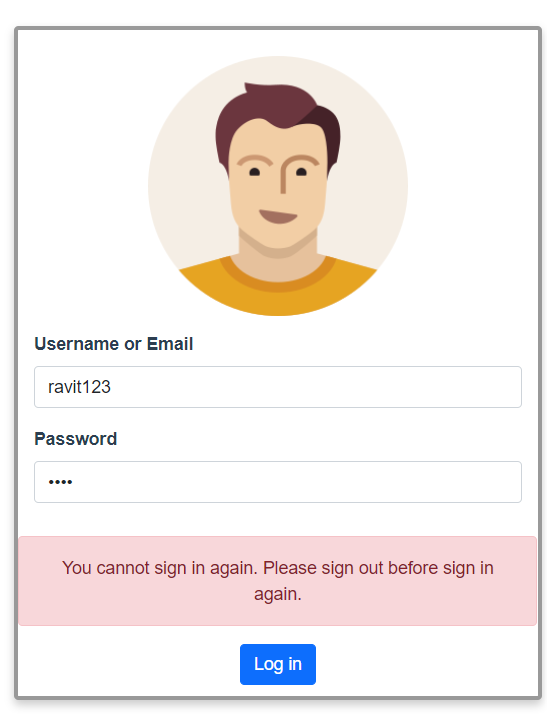 Username or Email
ravit123
Password
••••
You cannot sign in again. Please sign out before sign in
again.
Log in